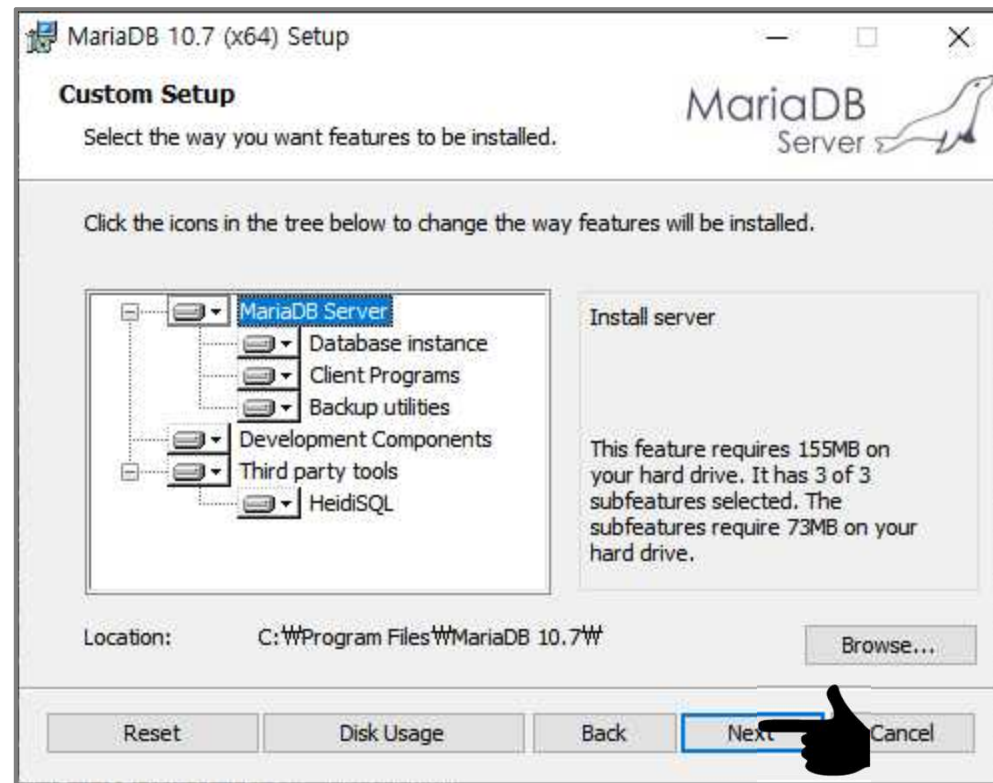 MariaDB 10.7 (x64) Setup
Custom Setup
Select the way you want features to be installed.
MariaDB
Server
Click the icons in the tree below to change the way features will be installed.
MariaDB Server
Database instance
Client Programs
Backup utilities
Development Components
Third party tools
HeidiSQL
Install server
This feature requires 155MB on
your hard drive. It has 3 of 3
subfeatures selected. The
subfeatures require 73MB on your
hard drive.
Location: C:₩Program Files₩MariaDB 10.7₩
Browse...
Reset Disk Usage Back Next Cancel